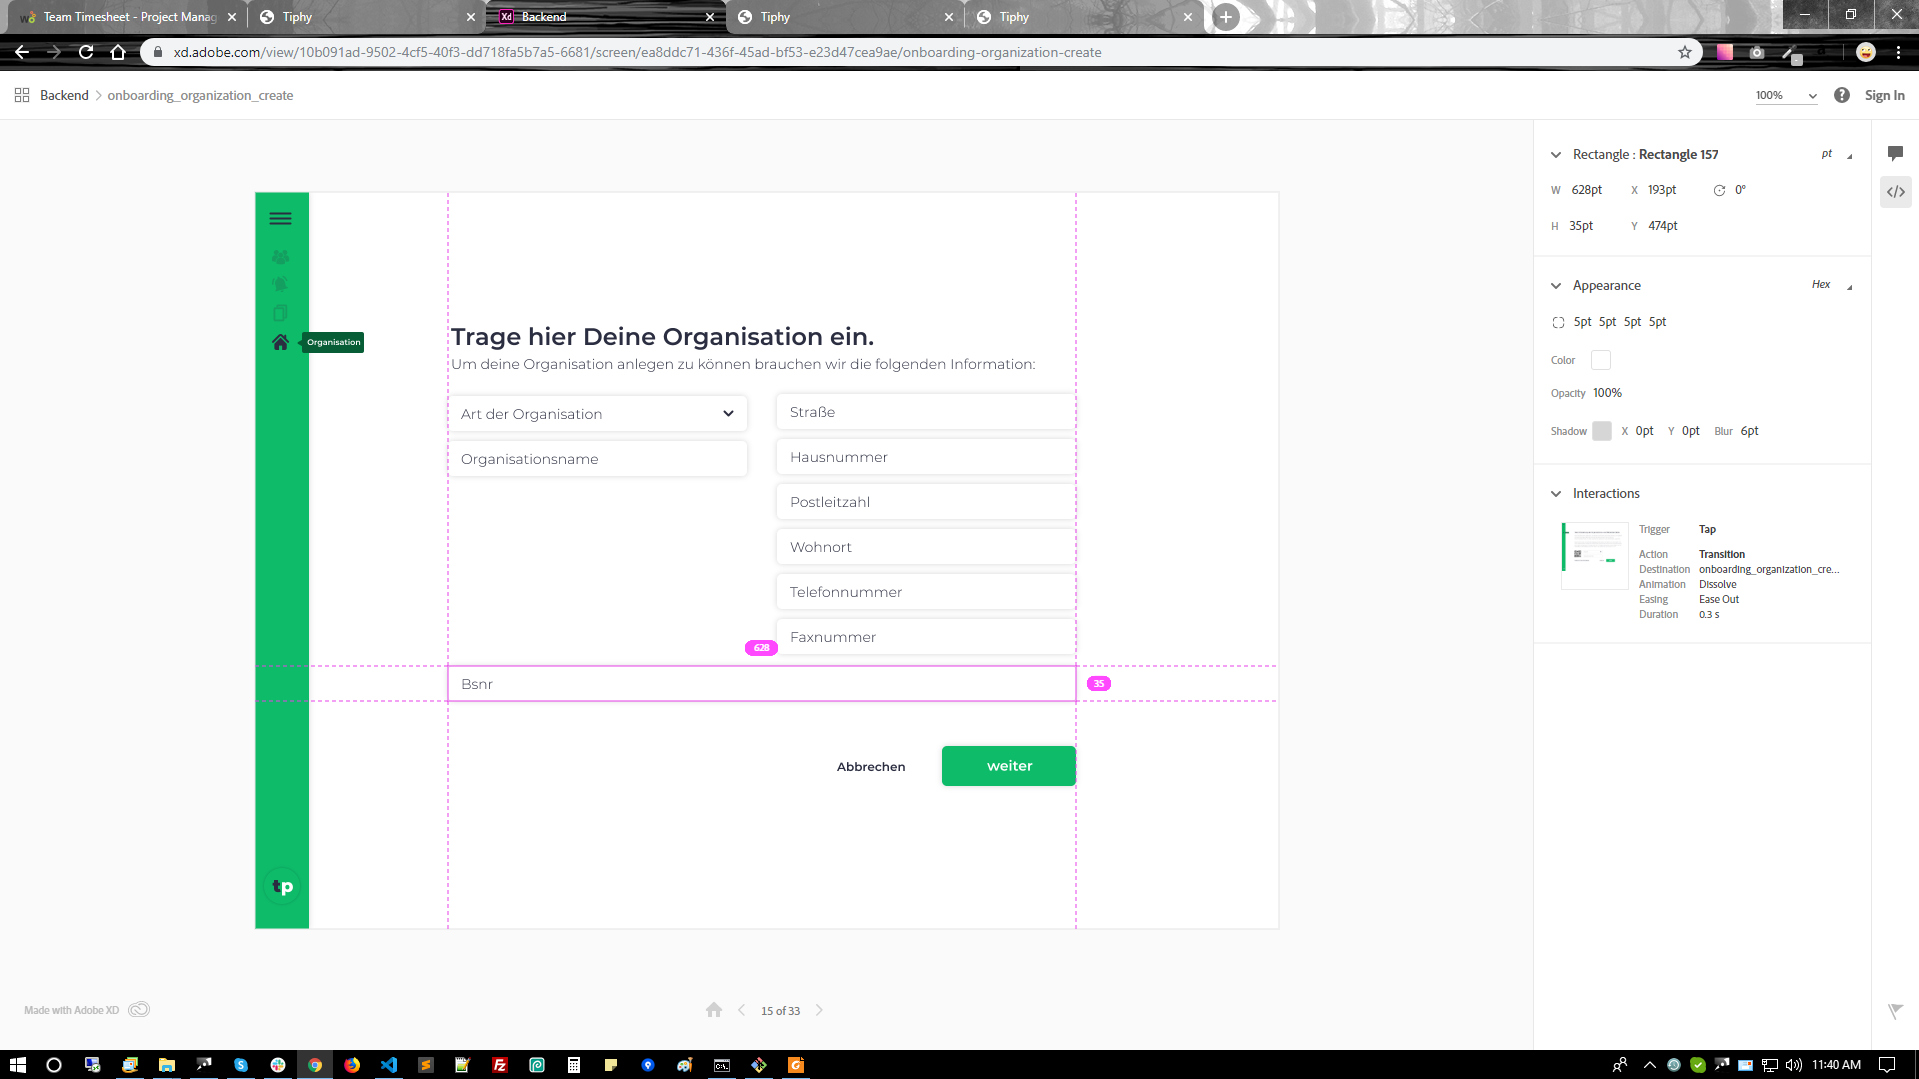 Team Timesheet - Project Manag
Tiphy
Xd Backend
Tiphy
Tiphy
xd.adobe.com/view/10b091ad-9502-4cf5-40f3-dd718fa5b7a5-6681/screen/ea8ddc71-436f-45ad-bf53-e23d47cea9ae/onboarding-organization-create
Backend > onboarding_organization_create
100%
Sign In
Rectangle : Rectangle 157
pt
W 628pt X 193pt 0°
H 35pt Y 474pt
Appearance
Hex
5pt 5pt 5pt 5pt
Color
Opacity 100%
Shadow X 0pt Y 0pt Blur 6pt
Interactions
Trigger Tap
Action Transition
Destination onboarding_organization_cre...
Animation Dissolve
Easing Ease Out
Duration 0.3 s
Organisation
Trage hier Deine Organisation ein.
Um deine Organisation anlegen zu können brauchen wir die folgenden Information:
Art der Organisation
Organisationsname
Straße
Hausnummer
Postleitzahl
Wohnort
Telefonnummer
Faxnummer
628
Bsnr
35
Abbrechen
weiter
tp
Made with Adobe XD
15 of 33
11:40 AM